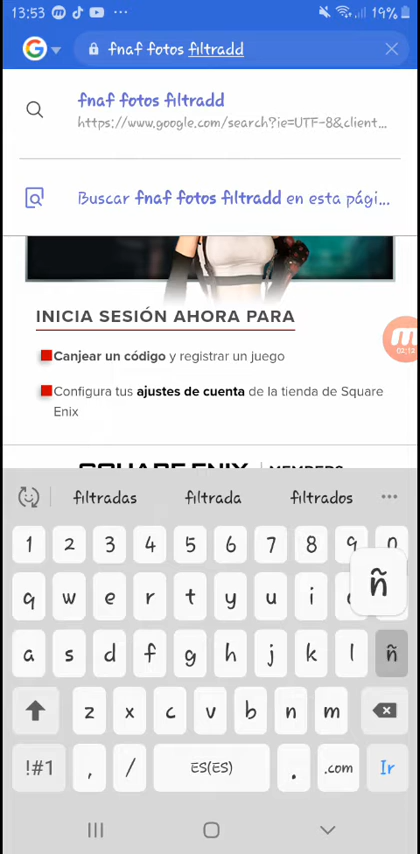 13:53 19%
fnaf fotos filtradd
fnaf fotos filtradd
https://www.google.com/search?ie=UTF-8&client...
Buscar fnaf fotos filtradd en esta pági...
INICIA SESIÓN AHORA PARA
Canjear un código y registrar un juego
02:12
Configura tus ajustes de cuenta de la tienda de Square
Enix
SQUARE ENIX MEMBERS
filtradas filtrada filtrados
1 2 3 4 5 6 7 8 9 0
ñ
q w e r t y u i
a s d f g h j k l ñ
z x c v b n m
!#1 , / ES(ES) . .com Ir